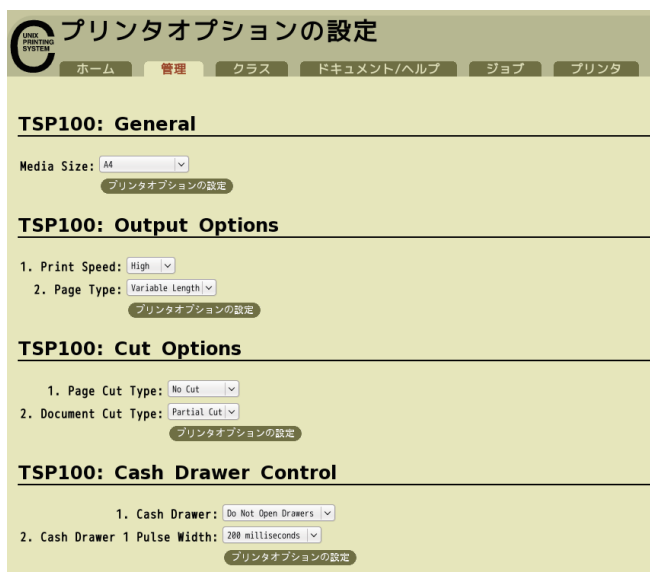 UNIX
PRINTING
SYSTEM
プリンタオプションの設定
ホーム 管理 クラス ドキュメント/ヘルプ ジョブ プリンタ
TSP100: General
Media Size: A4
プリンタオプションの設定
TSP100: Output Options
1. Print Speed: High
2. Page Type: Variable Length
プリンタオプションの設定
TSP100: Cut Options
1. Page Cut Type: No Cut
2. Document Cut Type: Partial Cut
プリンタオプションの設定
TSP100: Cash Drawer Control
1. Cash Drawer: Do Not Open Drawers
2. Cash Drawer 1 Pulse Width: 200 milliseconds
プリンタオプションの設定